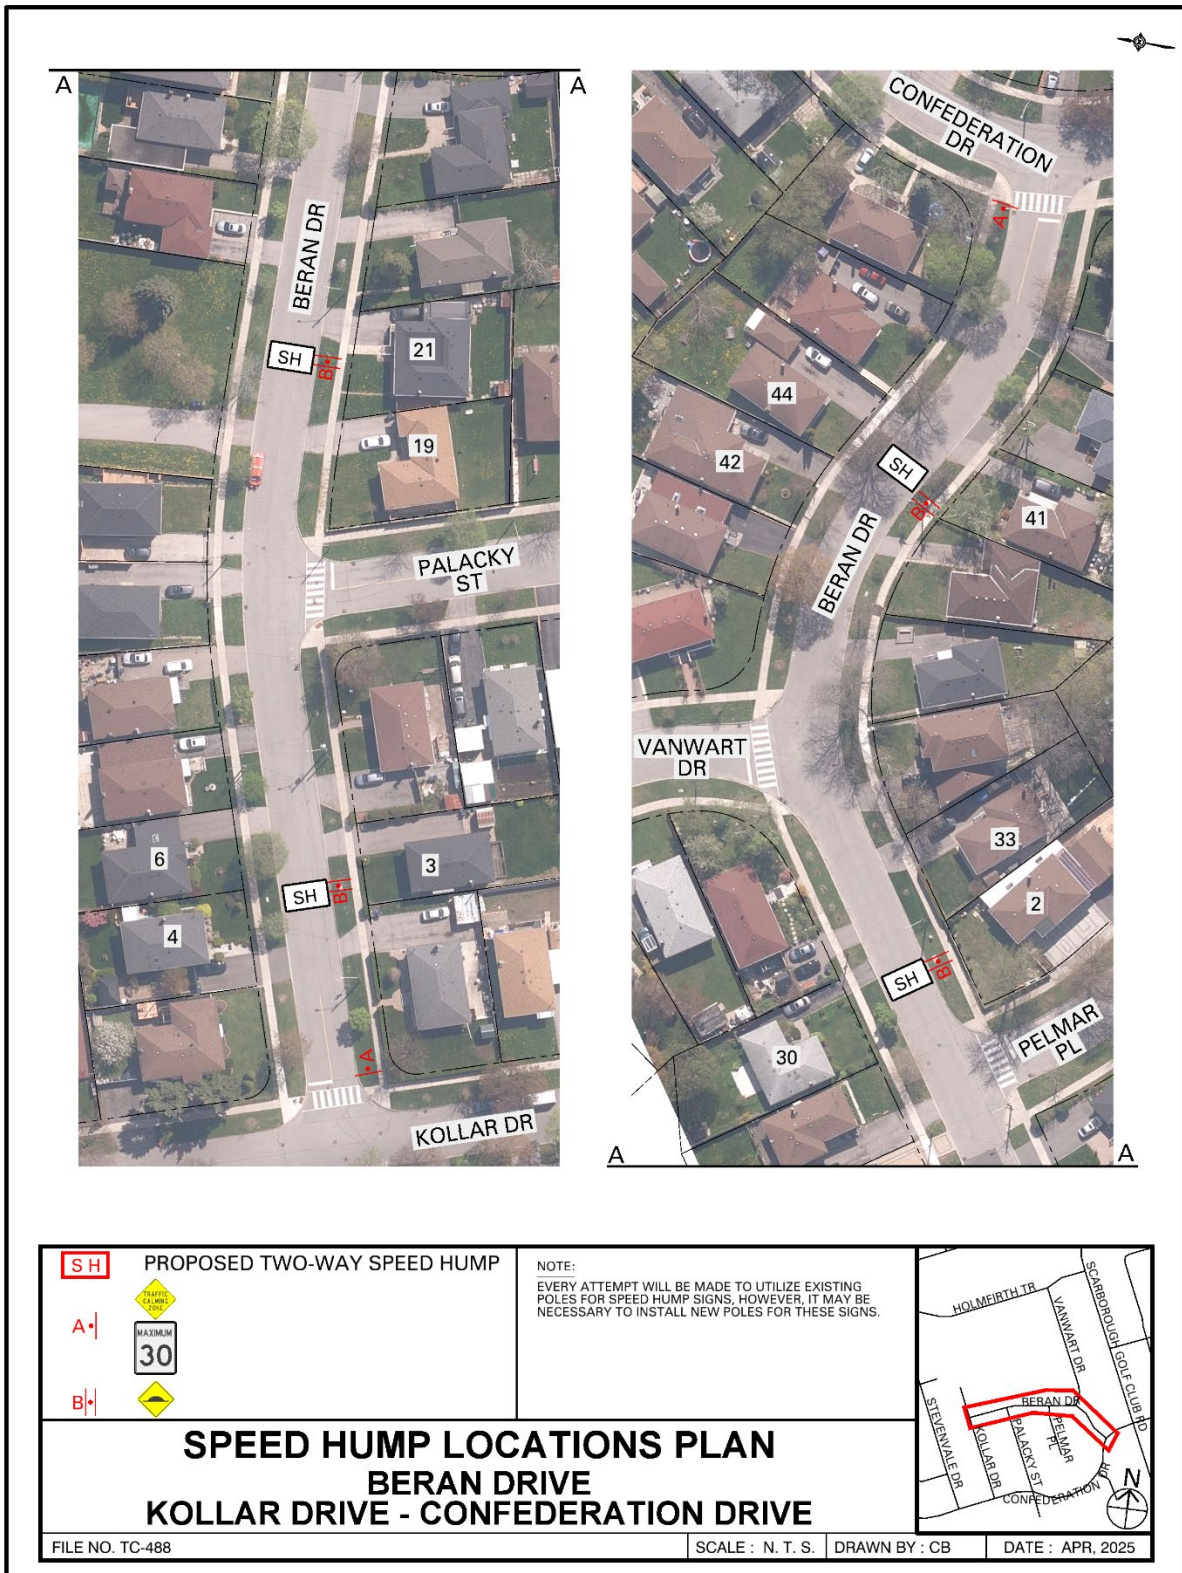 A
A
BERAN DR
SH
B
21
19
PALACKY
ST
6
3
SH
B
4
A
KOLLAR DR
CONFEDERATION
DR
A
44
42
SH
B
41
BERAN DR
VANWART
DR
33
2
SH
B
30
PELMAR
PL
A
A
SH PROPOSED TWO-WAY SPEED HUMP
TRAFFIC
CALMING
ZONE
A
MAXIMUM
30
B
NOTE:
EVERY ATTEMPT WILL BE MADE TO UTILIZE EXISTING
POLES FOR SPEED HUMP SIGNS, HOWEVER, IT MAY BE
NECESSARY TO INSTALL NEW POLES FOR THESE SIGNS.
HOLMFIRTH TR
VANWART DR
SCARBOROUGH GOLF CLUB RD
BERAN DR
STEVENVALE DR
KOLLAR DR
PALACKY ST
PELMAR
PL
CONFEDERATION DR
N
SPEED HUMP LOCATIONS PLAN
BERAN DRIVE
KOLLAR DRIVE - CONFEDERATION DRIVE
FILE NO. TC-488
SCALE : N. T. S.
DRAWN BY : CB
DATE : APR, 2025